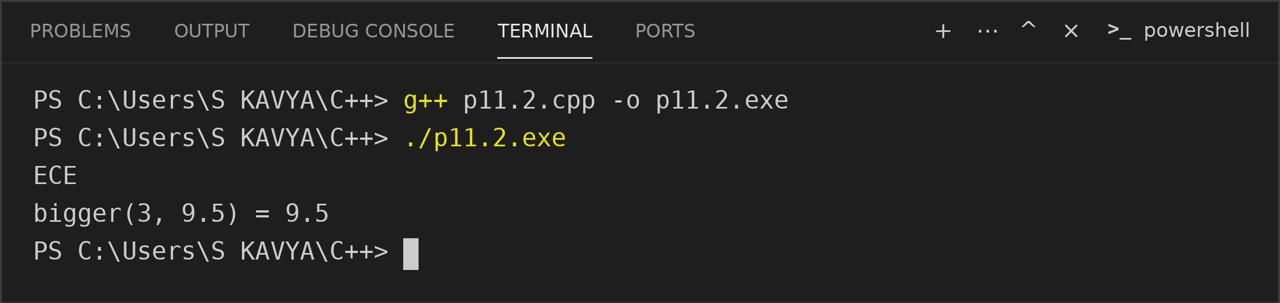 PROBLEMS OUTPUT DEBUG CONSOLE TERMINAL PORTS + ... ^ × >_ powershell
PS C:\Users\S KAVYA\C++> g++ p11.2.cpp -o p11.2.exe
PS C:\Users\S KAVYA\C++> ./p11.2.exe
ECE
bigger(3, 9.5) = 9.5
PS C:\Users\S KAVYA\C++>